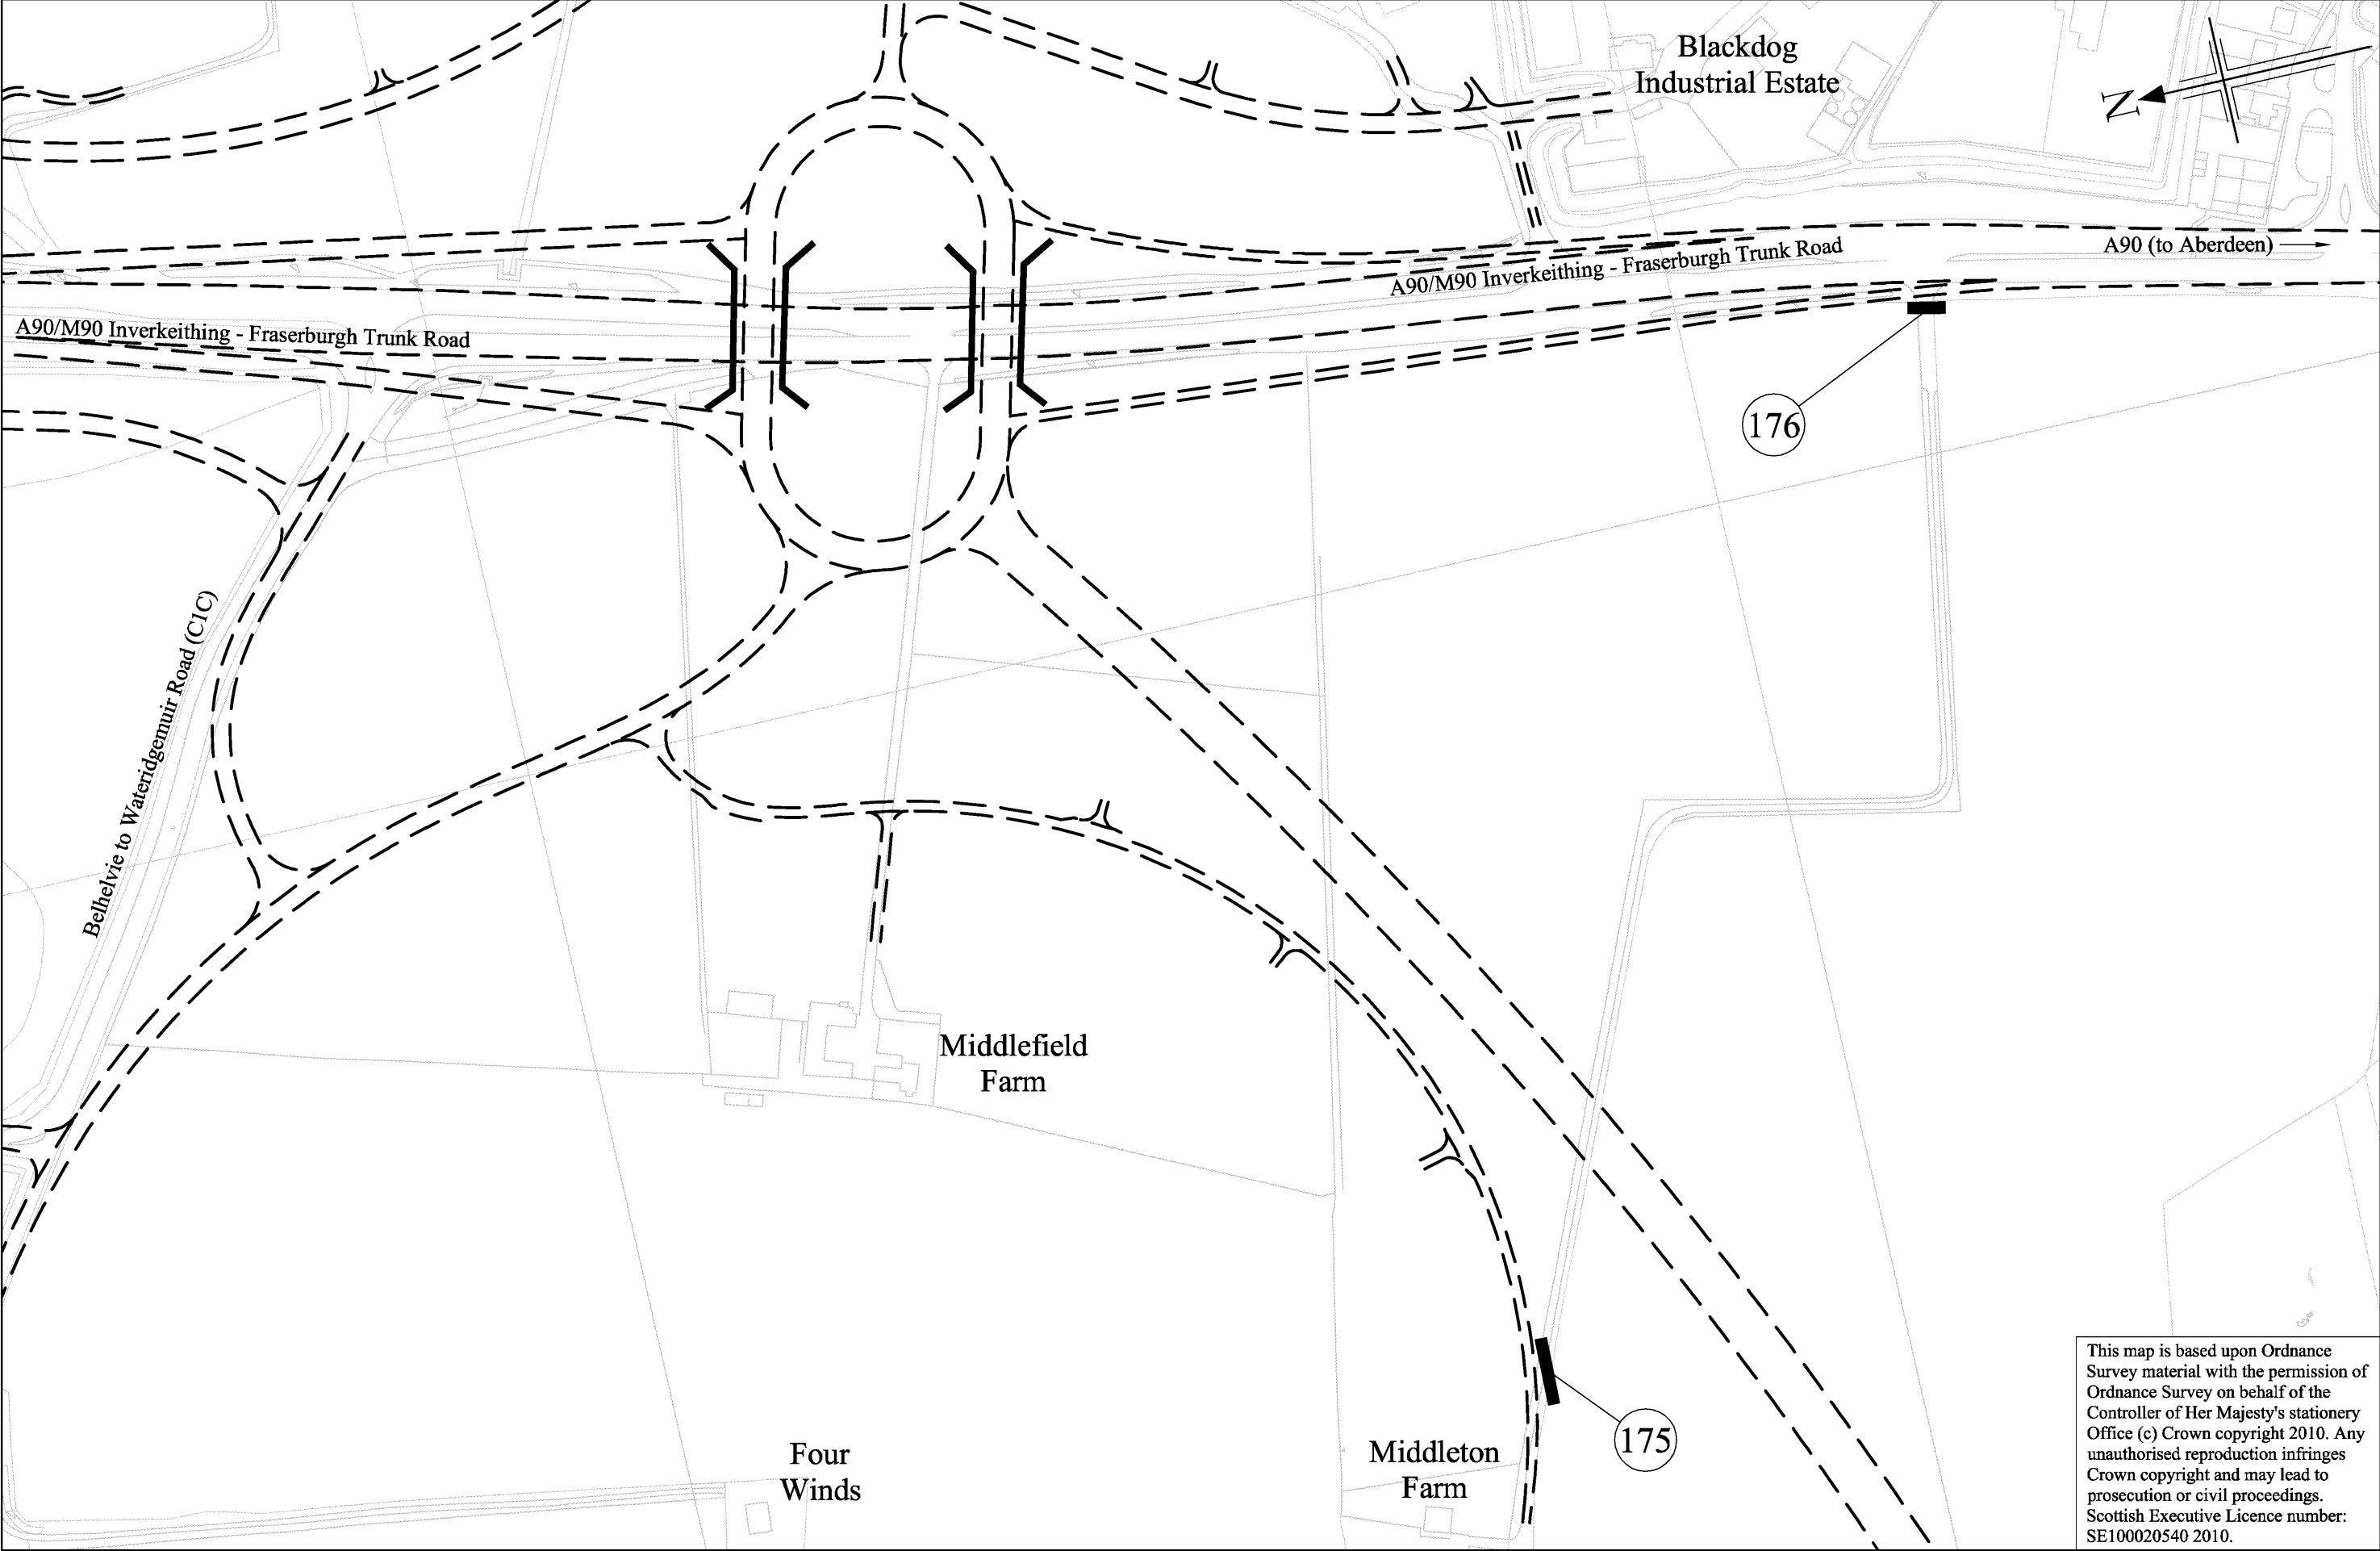 Blackdog
Industrial Estate
N
A90 (to Aberdeen)
A90/M90 Inverkeithing - Fraserburgh Trunk Road
A90/M90 Inverkeithing - Fraserburgh Trunk Road
176
Belhelvie to Wateridgemuir Road (C1C)
Middlefield
Farm
Four
Winds
Middleton
Farm
175
This map is based upon Ordnance
Survey material with the permission of
Ordnance Survey on behalf of the
Controller of Her Majesty's stationery
Office (c) Crown copyright 2010. Any
unauthorised reproduction infringes
Crown copyright and may lead to
prosecution or civil proceedings.
Scottish Executive Licence number:
SE100020540 2010.